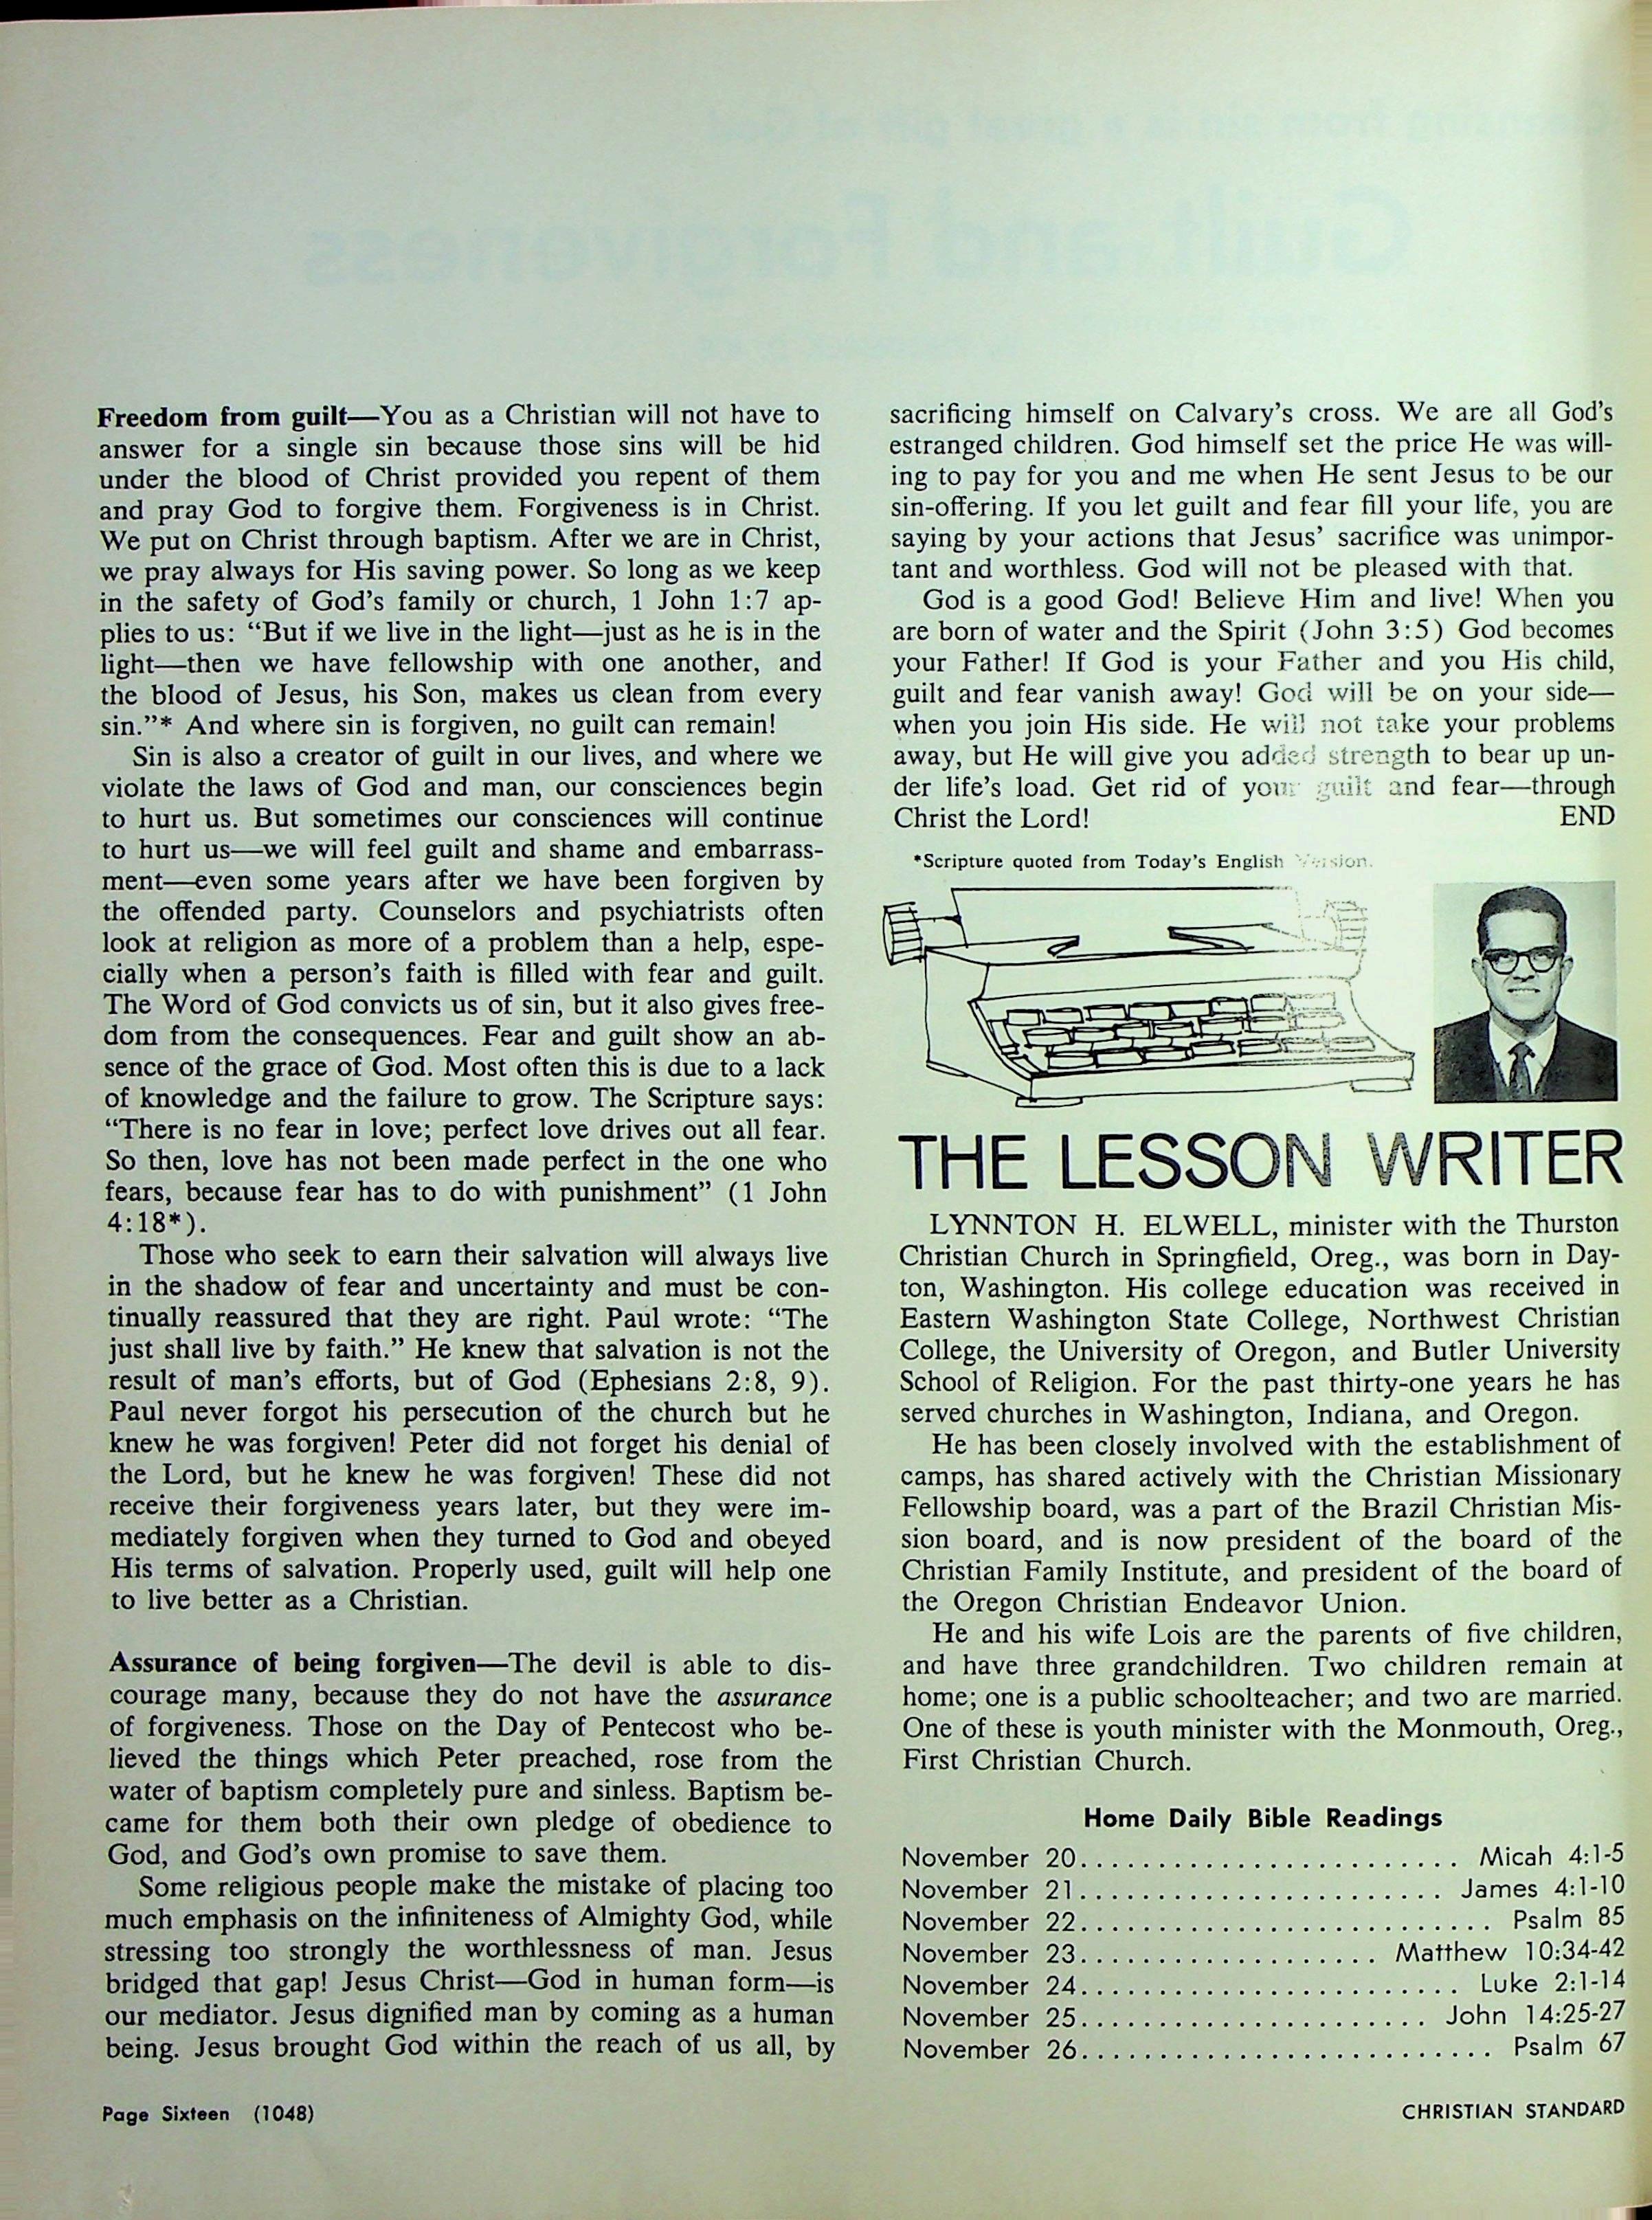 Freedom from guilt—You as a Christian will not have to
answer for a single sin because those sins will be hid
under the blood of Christ provided you repent of them
and pray God to forgive them. Forgiveness is in Christ.
We put on Christ through baptism. After we are in Christ,
we pray always for His saving power. So long as we keep
in the safety of God's family or church, 1 John 1:7 ap-
plies to us: "But if we live in the light—just as he is in the
light—then we have fellowship with one another, and
the blood of Jesus, his Son, makes us clean from every
sin."* And where sin is forgiven, no guilt can remain!
Sin is also a creator of guilt in our lives, and where we
violate the laws of God and man, our consciences begin
to hurt us. But sometimes our consciences will continue
to hurt us—we will feel guilt and shame and embarrass-
ment—even some years after we have been forgiven by
the offended party. Counselors and psychiatrists often
look at religion as more of a problem than a help, espe-
cially when a person's faith is filled with fear and guilt.
The Word of God convicts us of sin, but it also gives free-
dom from the consequences. Fear and guilt show an ab-
sence of the grace of God. Most often this is due to a lack
of knowledge and the failure to grow. The Scripture says:
"There is no fear in love; perfect love drives out all fear.
So then, love has not been made perfect in the one who
fears, because fear has to do with punishment" (1 John
4:18*).
Those who seek to earn their salvation will always live
in the shadow of fear and uncertainty and must be con-
tinually reassured that they are right. Paul wrote: "The
just shall live by faith." He knew that salvation is not the
result of man's efforts, but of God (Ephesians 2:8, 9).
Paul never forgot his persecution of the church but he
knew he was forgiven! Peter did not forget his denial of
the Lord, but he knew he was forgiven! These did not
receive their forgiveness years later, but they were im-
mediately forgiven when they turned to God and obeyed
His terms of salvation. Properly used, guilt will help one
to live better as a Christian.
Assurance of being forgiven—The devil is able to dis-
courage many, because they do not have the assurance
of forgiveness. Those on the Day of Pentecost who be-
lieved the things which Peter preached, rose from the
water of baptism completely pure and sinless. Baptism be-
came for them both their own pledge of obedience to
God, and God's own promise to save them.
Some religious people make the mistake of placing too
much emphasis on the infiniteness of Almighty God, while
stressing too strongly the worthlessness of man. Jesus
bridged that gap! Jesus Christ—God in human form—is
our mediator. Jesus dignified man by coming as a human
being. Jesus brought God within the reach of us all, by
sacrificing himself on Calvary's cross. We are all God's
estranged children. God himself set the price He was will-
ing to pay for you and me when He sent Jesus to be our
sin-offering. If you let guilt and fear fill your life, you are
saying by your actions that Jesus' sacrifice was unimpor-
tant and worthless. God will not be pleased with that.
God is a good God! Believe Him and live! When you
are born of water and the Spirit (John 3:5) God becomes
your Father! If God is your Father and you His child,
guilt and fear vanish away! God will be on your side—
when you join His side. He will not take your problems
away, but He will give you added strength to bear up un-
der life's load. Get rid of your guilt and fear—through
Christ the Lord! END
*Scripture quoted from Today's English Version.
THE LESSON WRITER
LYNNTON H. ELWELL, minister with the Thurston
Christian Church in Springfield, Oreg., was born in Day-
ton, Washington. His college education was received in
Eastern Washington State College, Northwest Christian
College, the University of Oregon, and Butler University
School of Religion. For the past thirty-one years he has
served churches in Washington, Indiana, and Oregon.
He has been closely involved with the establishment of
camps, has shared actively with the Christian Missionary
Fellowship board, was a part of the Brazil Christian Mis-
sion board, and is now president of the board of the
Christian Family Institute, and president of the board of
the Oregon Christian Endeavor Union.
He and his wife Lois are the parents of five children,
and have three grandchildren. Two children remain at
home; one is a public schoolteacher; and two are married.
One of these is youth minister with the Monmouth, Oreg.,
First Christian Church.
Home Daily Bible Readings
November 20.......................... Micah 4:1-5
November 21......................... James 4:1-10
November 22............................ Psalm 85
November 23.................... Matthew 10:34-42
November 24.......................... Luke 2:1-14
November 25....................... John 14:25-27
November 26............................ Psalm 67
Page Sixteen (1048)
CHRISTIAN STANDARD